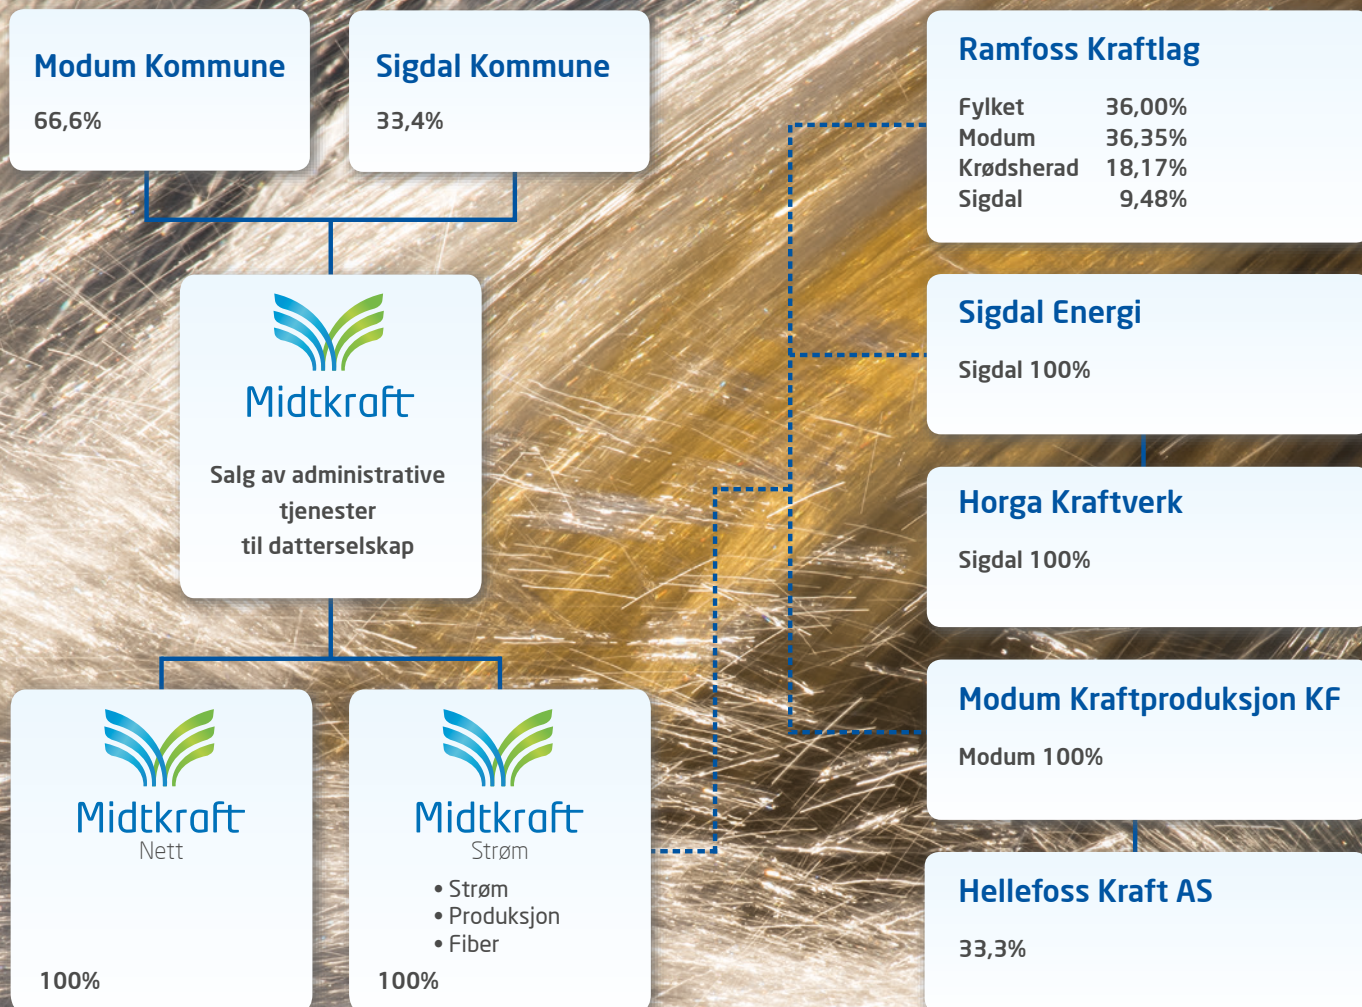 Modum Kommune
66,6%
Sigdal Kommune
33,4%
Midtkraft
Salg av administrative
tjenester
til datterselskap
Midtkraft
Nett
100%
Midtkraft
Strøm
• Strøm
• Produksjon
• Fiber
100%
Ramfoss Kraftlag
Fylket 36,00%
Modum 36,35%
Krødsherad 18,17%
Sigdal 9,48%
Sigdal Energi
Sigdal 100%
Horga Kraftverk
Sigdal 100%
Modum Kraftproduksjon KF
Modum 100%
Hellefoss Kraft AS
33,3%